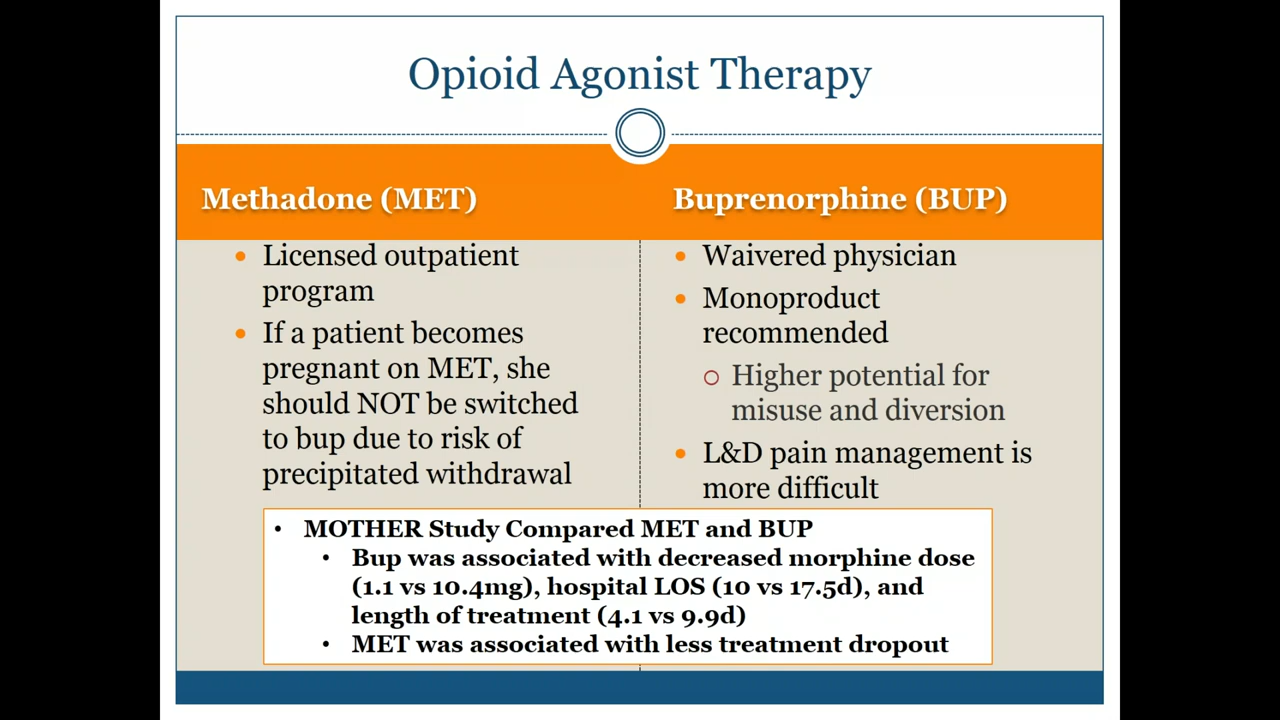 Opioid Agonist Therapy
Methadone (MET)
Licensed outpatient
program
If a patient becomes
pregnant on MET, she
should NOT be switched
to bup due to risk of
precipitated withdrawal
Buprenorphine (BUP)
Waivered physician
Monoproduct
recommended
Higher potential for
misuse and diversion
L&D pain management is
more difficult
MOTHER Study Compared MET and BUP
Bup was associated with decreased morphine dose
(1.1 vs 10.4mg), hospital LOS (10 vs 17.5d), and
length of treatment (4.1 vs 9.9d)
MET was associated with less treatment dropout